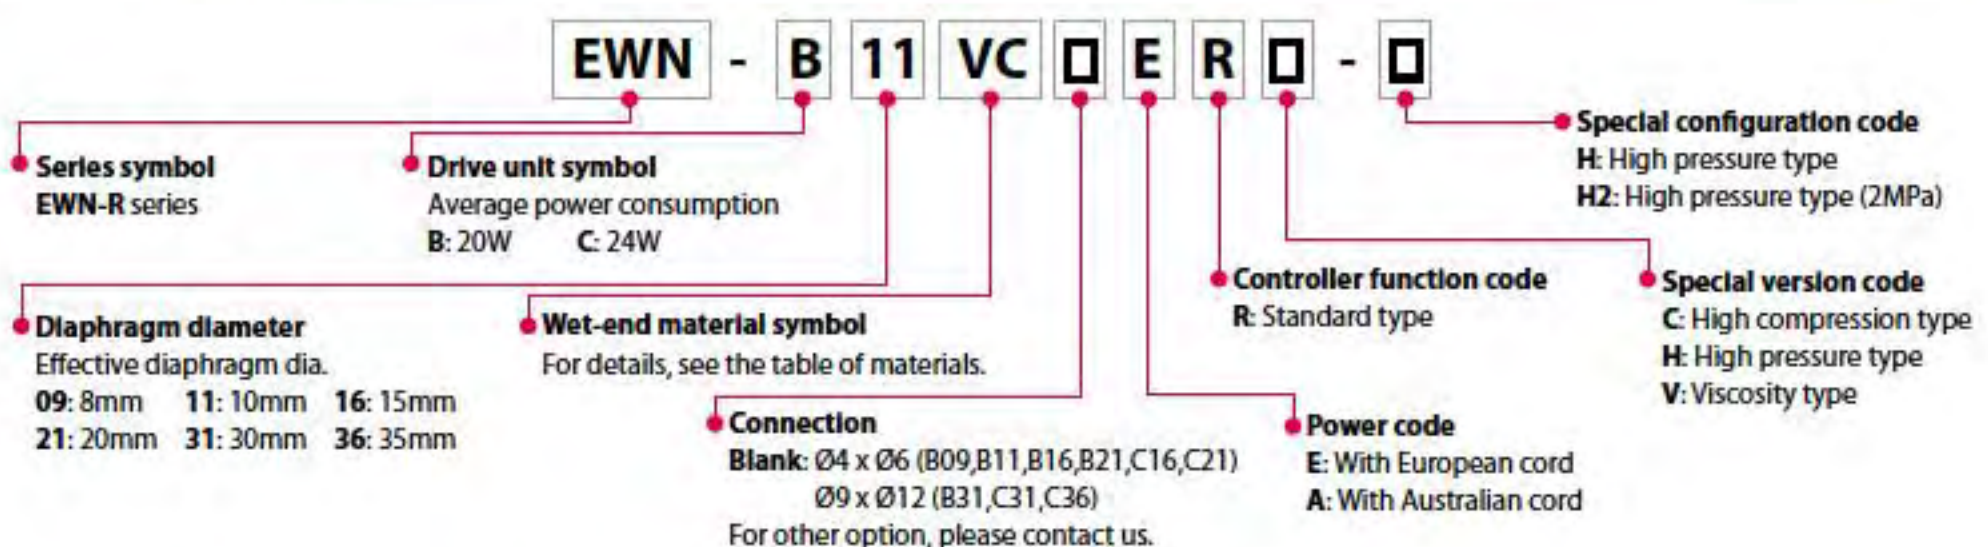 EWN - B 11 VC □ E R □ - □
Series symbol
EWN-R series
Drive unit symbol
Average power consumption
B: 20W C: 24W
Diaphragm diameter
Effective diaphragm dia.
09: 8mm 11: 10mm 16: 15mm
21: 20mm 31: 30mm 36: 35mm
Wet-end material symbol
For details, see the table of materials.
Connection
Blank: Ø4 x Ø6 (B09,B11,B16,B21,C16,C21)
Ø9 x Ø12 (B31,C31,C36)
For other option, please contact us.
Power code
E: With European cord
A: With Australian cord
Controller function code
R: Standard type
Special version code
C: High compression type
H: High pressure type
V: Viscosity type
Special configuration code
H: High pressure type
H2: High pressure type (2MPa)